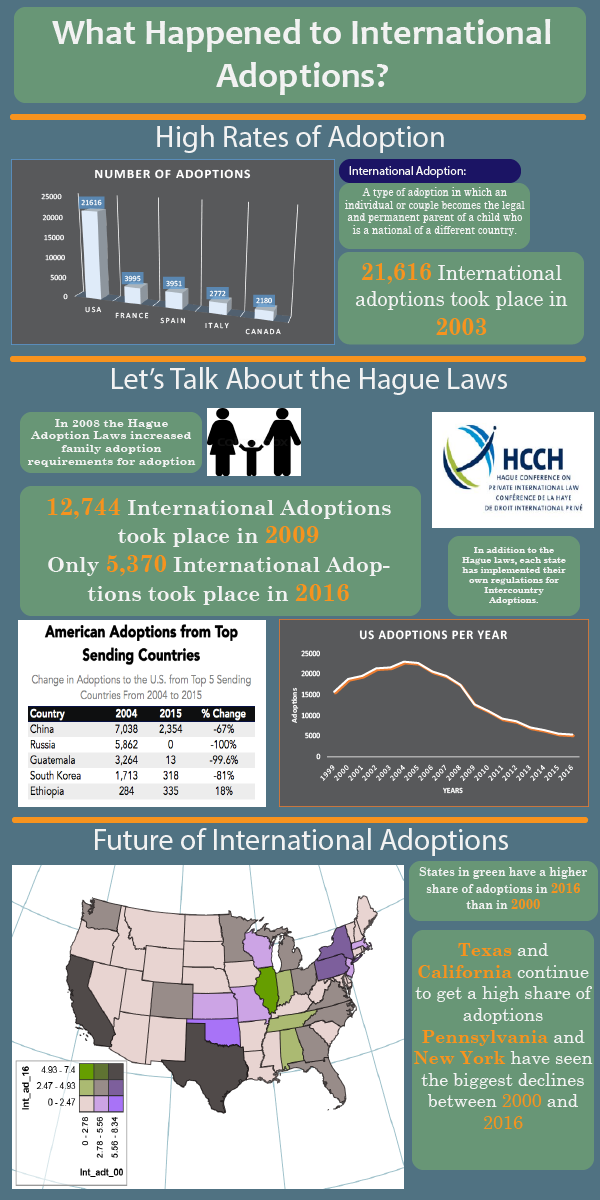 What Happened to International
Adoptions?
High Rates of Adoption
NUMBER OF ADOPTIONS
25000
20000
15000
10000
5000
0
21616
3995
3951
2772
2180
USA
FRANCE
SPAIN
ITALY
CANADA
International Adoption:
A type of adoption in which an
individual or couple becomes the legal
and permanent parent of a child who
is a national of a different country.
21,616 International
adoptions took place in
2003
Let's Talk About the Hague Laws
In 2008 the Hague
Adoption Laws increased
family adoption
requirements for adoption
HCCH
HAGUE CONFERENCE ON
PRIVATE INTERNATIONAL LAW
CONFÉRENCE DE LA HAYE
DE DROIT INTERNATIONAL PRIVÉ
12,744 International Adoptions
took place in 2009
Only 5,370 International Adop-
tions took place in 2016
In addition to the
Hague laws, each state
has implemented their
own regulations for
Intercountry
Adoptions.
American Adoptions from Top
Sending Countries
Change in Adoptions to the U.S. from Top 5 Sending
Countries From 2004 to 2015
Country 2004 2015 % Change
China 7,038 2,354 -67%
Russia 5,862 0 -100%
Guatemala 3,264 13 -99.6%
South Korea 1,713 318 -81%
Ethiopia 284 335 18%
US ADOPTIONS PER YEAR
Adoptions
25000
20000
15000
10000
5000
0
1999 2000 2001 2002 2003 2004 2005 2006 2007 2008 2009 2010 2011 2012 2013 2014 2015 2016
YEARS
Future of International Adoptions
States in green have a higher
share of adoptions in 2016
than in 2000
Texas and
California continue
to get a high share of
adoptions
Pennsylvania and
New York have seen
the biggest declines
between 2000 and
2016
Int_ad_16
4.93 - 7.4
2.47 - 4.93
0 - 2.47
0 - 2.78
2.78 - 5.56
5.56 - 8.34
Int_adt_00